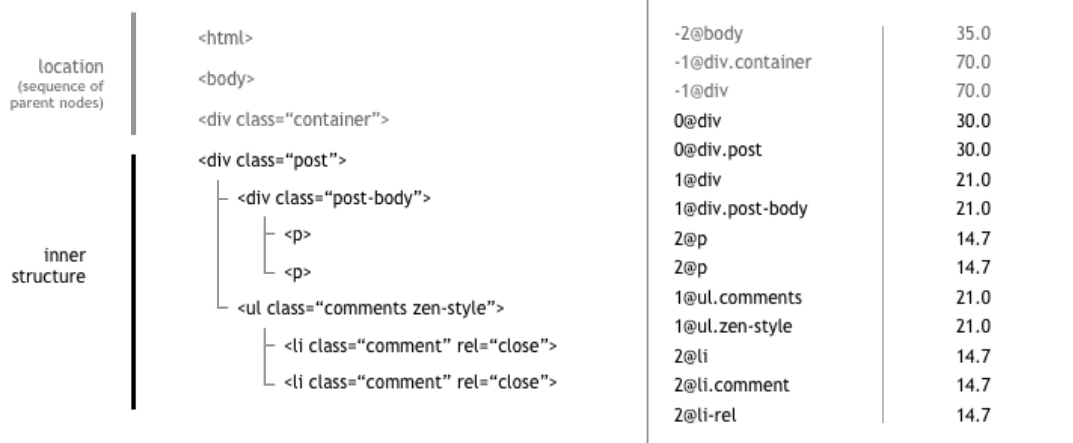 location
(sequence of
parent nodes)
inner
structure
<html>
<body>
<div class=“container”>
<div class=“post”>
<div class=“post-body”>
<p>
<p>
<ul class=“comments zen-style”>
<li class=“comment” rel=“close”>
<li class=“comment” rel=“close”>
-2@body 35.0
-1@div.container 70.0
-1@div 70.0
0@div 30.0
0@div.post 30.0
1@div 21.0
1@div.post-body 21.0
2@p 14.7
2@p 14.7
1@ul.comments 21.0
1@ul.zen-style 21.0
2@li 14.7
2@li.comment 14.7
2@li-rel 14.7